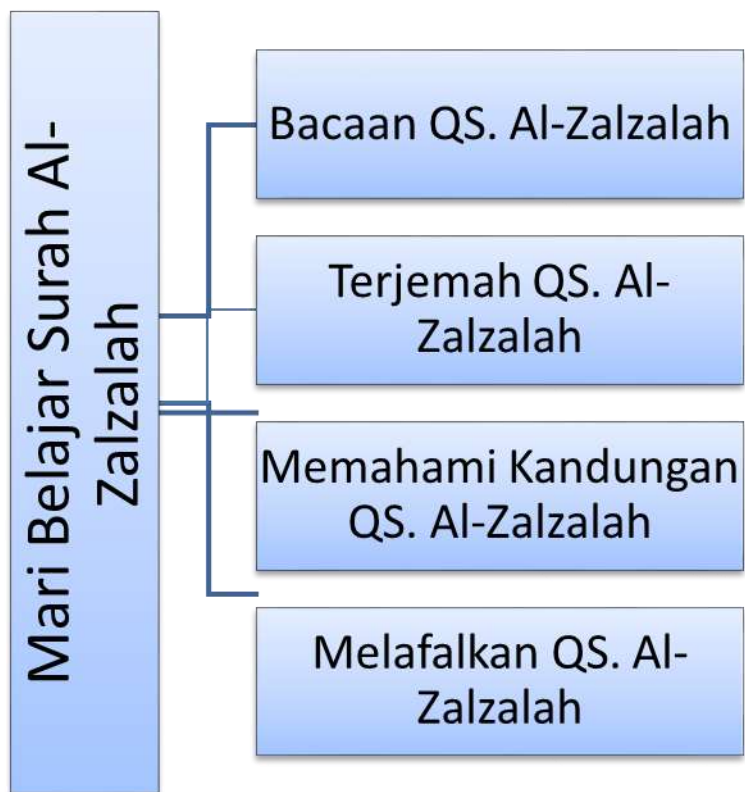 Mari Belajar Surah Al-
Zalzalah
Bacaan QS. Al-Zalzalah
Terjemah QS. Al-
Zalzalah
Memahami Kandungan
QS. Al-Zalzalah
Melafalkan QS. Al-
Zalzalah